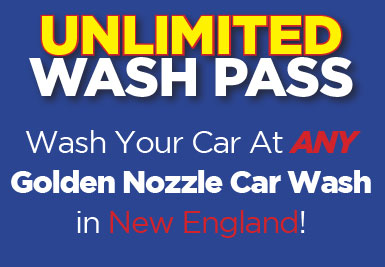 UNLIMITED
WASH PASS
Wash Your Car At ANY
Golden Nozzle Car Wash
in New England!